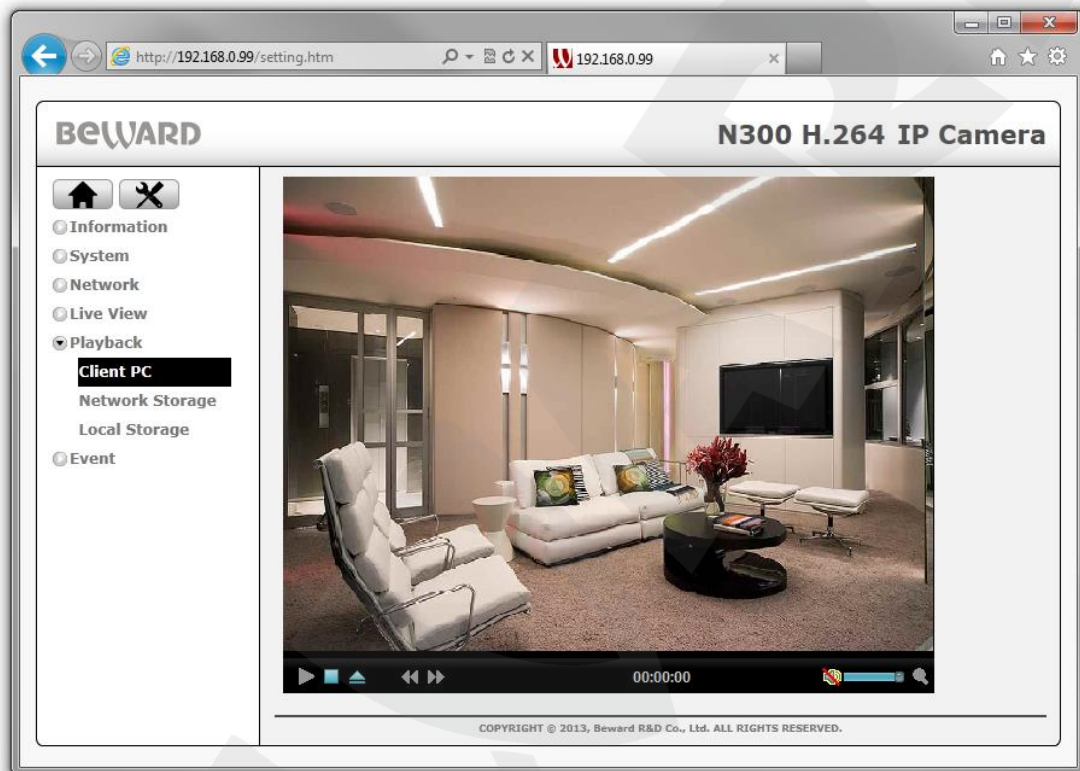 http://192.168.0.99/setting.htm
192.168.0.99
BEWARD
N300 H.264 IP Camera
Information
System
Network
Live View
Playback
Client PC
Network Storage
Local Storage
Event
00:00:00
COPYRIGHT © 2013, Beward R&D Co., Ltd. ALL RIGHTS RESERVED.